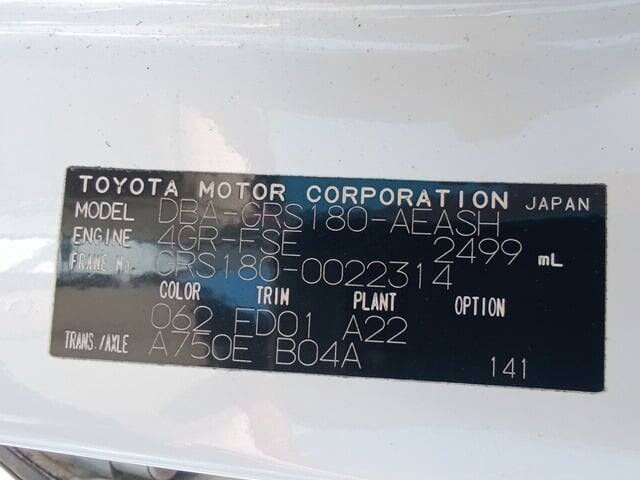 TOYOTA MOTOR CORPORATION JAPAN
MODEL DBA-GRS180-AEASH
ENGINE 4GR-FSE 2499 mL
FRAME No. GRS180-0022314
COLOR TRIM PLANT OPTION
062 FD01 A22
TRANS./AXLE A750E B04A 141